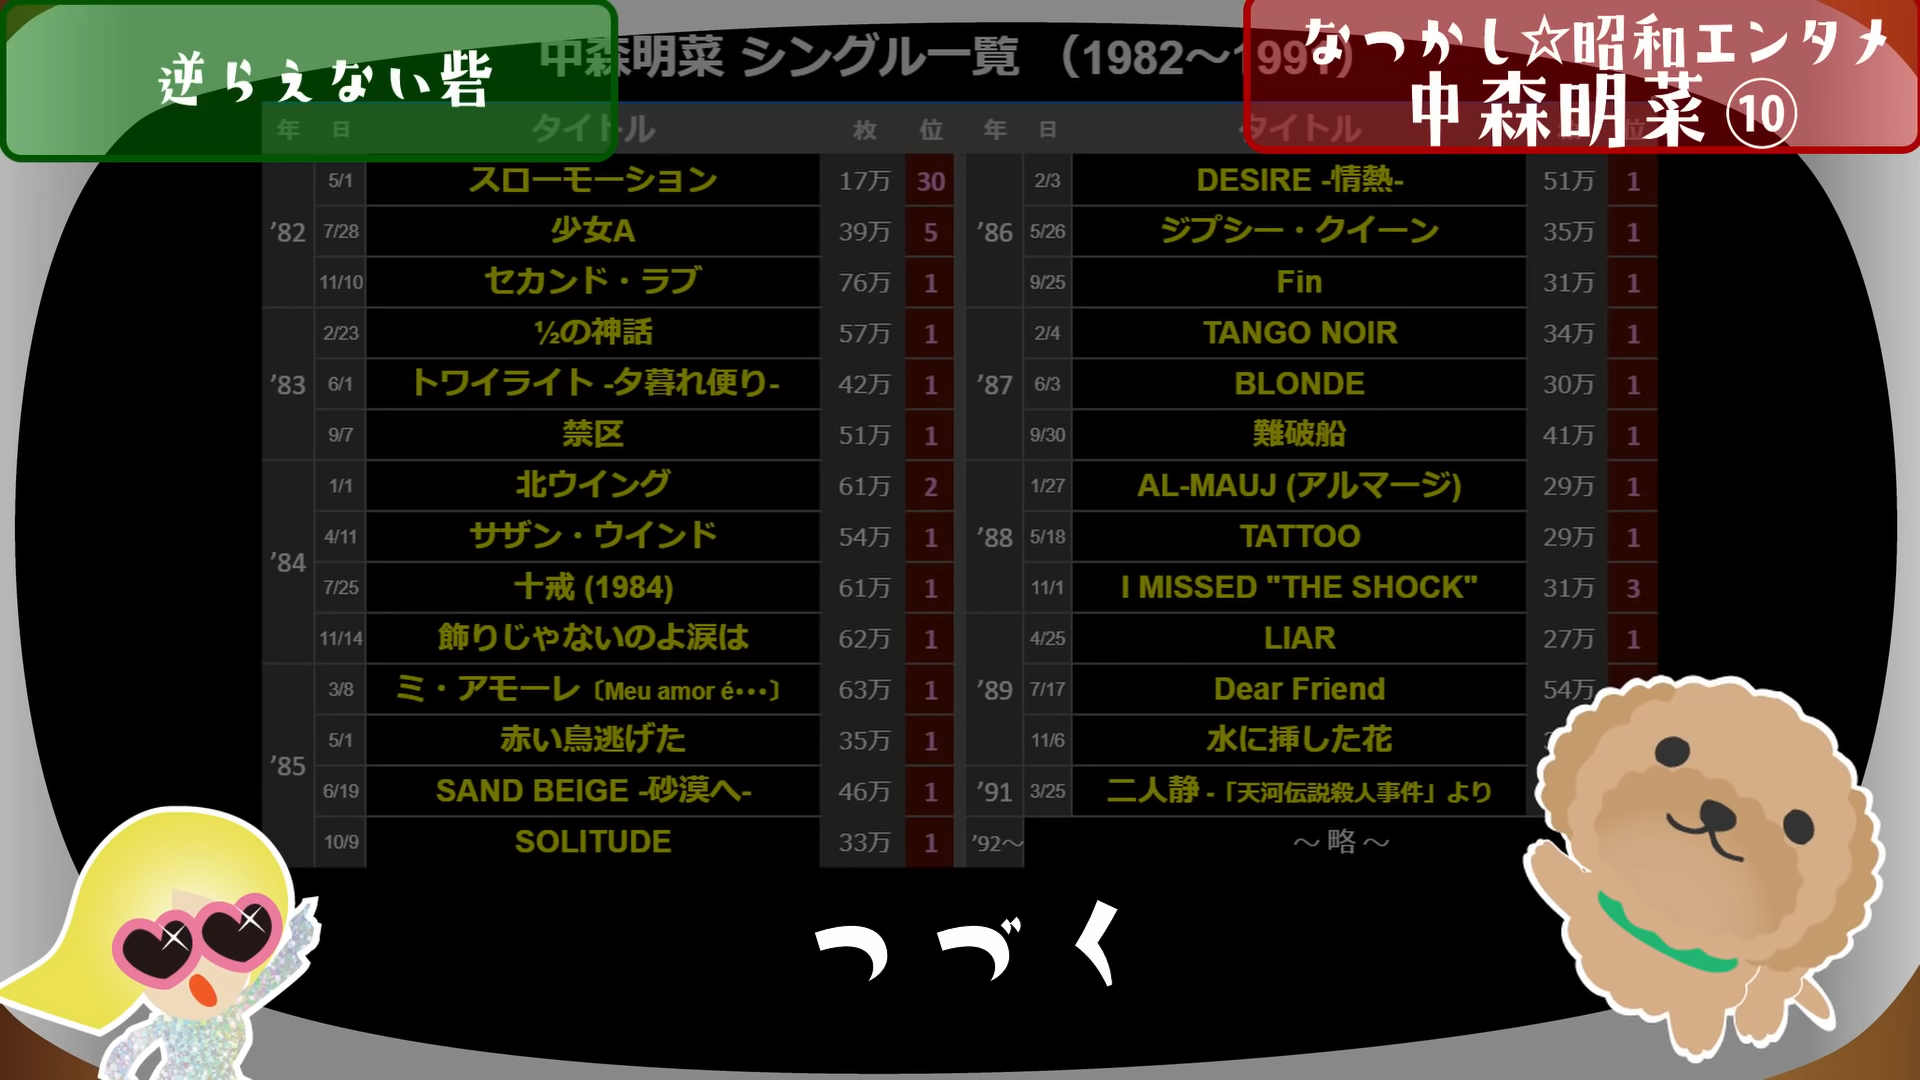 逆らえない砦
なつかし☆昭和エンタメ
中森明菜⑩
中森明菜 シングル一覧 （1982～1991）
年 日 タイトル 枚 位 年 日 タイトル 枚 位
’82 5/1 スローモーション 17万 30
7/28 少女A 39万 5
11/10 セカンド・ラブ 76万 1
’83 2/23 ½の神話 57万 1
6/1 トワイライト -夕暮れ便り- 42万 1
9/7 禁区 51万 1
’84 1/1 北ウイング 61万 2
4/11 サザン・ウインド 54万 1
7/25 十戒 (1984) 61万 1
11/14 飾りじゃないのよ涙は 62万 1
’85 3/8 ミ・アモーレ〔Meu amor é･･･〕 63万 1
5/1 赤い鳥逃げた 35万 1
6/19 SAND BEIGE -砂漠へ- 46万 1
10/9 SOLITUDE 33万 1
’86 2/3 DESIRE -情熱- 51万 1
5/26 ジプシー・クイーン 35万 1
9/25 Fin 31万 1
’87 2/4 TANGO NOIR 34万 1
6/3 BLONDE 30万 1
9/30 難破船 41万 1
’88 1/27 AL-MAUJ (アルマージ) 29万 1
5/18 TATTOO 29万 1
11/1 I MISSED "THE SHOCK" 31万 3
’89 4/25 LIAR 27万 1
7/17 Dear Friend 54万
11/6 水に挿した花
’91 3/25 二人静 -「天河伝説殺人事件」より
’92～ ～ 略 ～
つづく